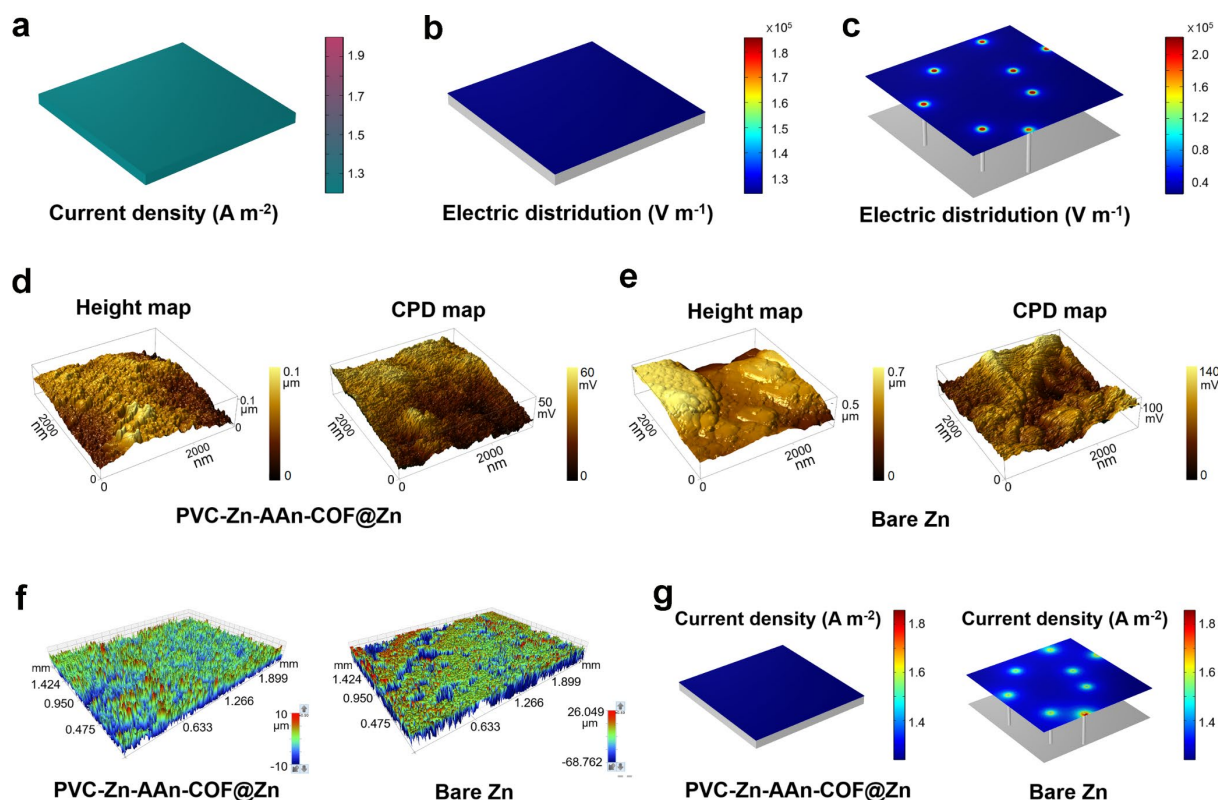 a
1.9
1.7
1.5
1.3
Current density (A m⁻²)
b
×10⁵
1.8
1.7
1.6
1.5
1.4
1.3
Electric distridution (V m⁻¹)
c
×10⁵
2.0
1.6
1.2
0.8
0.4
Electric distridution (V m⁻¹)
d
Height map
0.1
µm
0
0.1
µm
0
2000
nm
2000
nm
0
0
CPD map
60
mV
0
50
mV
2000
nm
2000
nm
0
0
PVC-Zn-AAn-COF@Zn
e
Height map
0.7
µm
0
0.5
µm
2000
nm
2000
nm
0
0
CPD map
140
mV
0
100
mV
2000
nm
2000
nm
0
0
Bare Zn
f
mm
1.424
0.950
0.475
mm
1.899
1.266
0.633
10
µm
-10
PVC-Zn-AAn-COF@Zn
mm
1.424
0.950
0.475
mm
1.899
1.266
0.633
26.049
µm
-68.762
Bare Zn
g
Current density (A m⁻²)
1.8
1.6
1.4
PVC-Zn-AAn-COF@Zn
Current density (A m⁻²)
1.8
1.6
1.4
Bare Zn